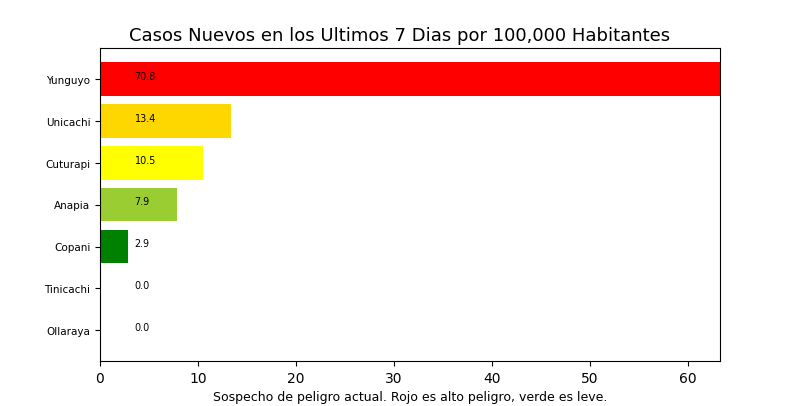 Casos Nuevos en los Ultimos 7 Dias por 100,000 Habitantes
Yunguyo 70.8
Unicachi 13.4
Cuturapi 10.5
Anapia 7.9
Copani 2.9
Tinicachi 0.0
Ollaraya 0.0
0 10 20 30 40 50 60
Sospecho de peligro actual. Rojo es alto peligro, verde es leve.